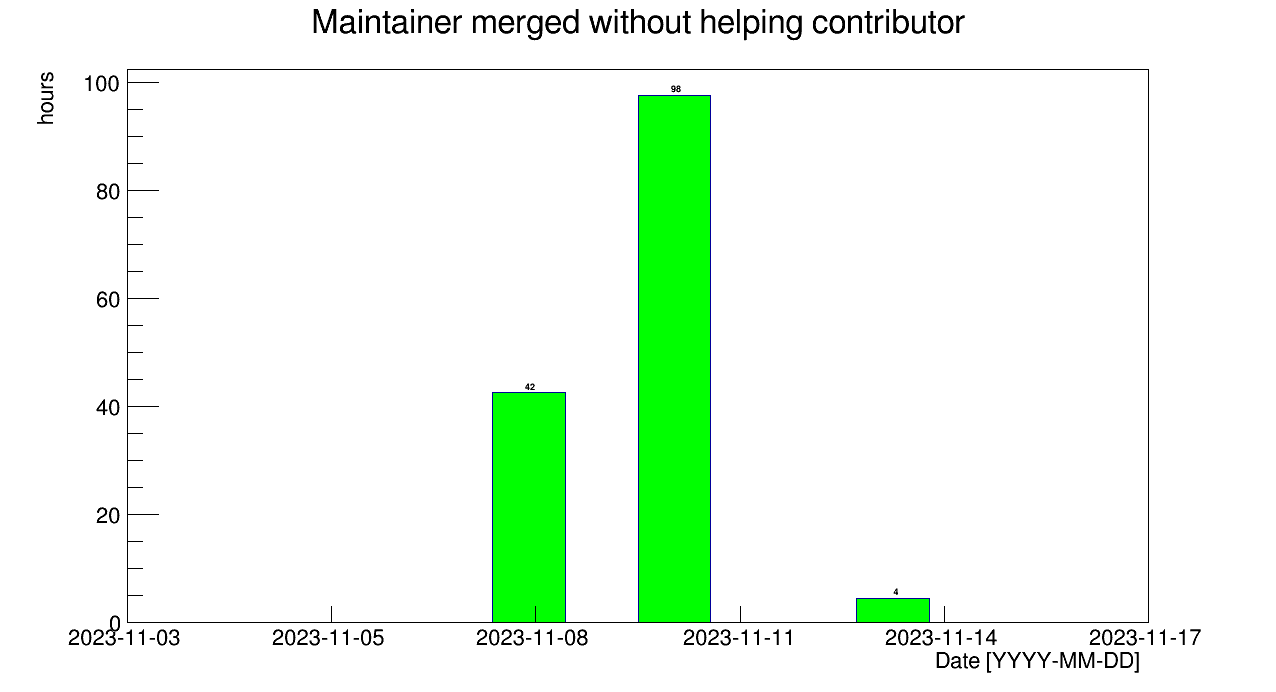 Maintainer merged without helping contributor
hours
100
80
60
40
20
0
98
42
4
2023-11-03 2023-11-05 2023-11-08 2023-11-11 2023-11-14 2023-11-17
Date [YYYY-MM-DD]